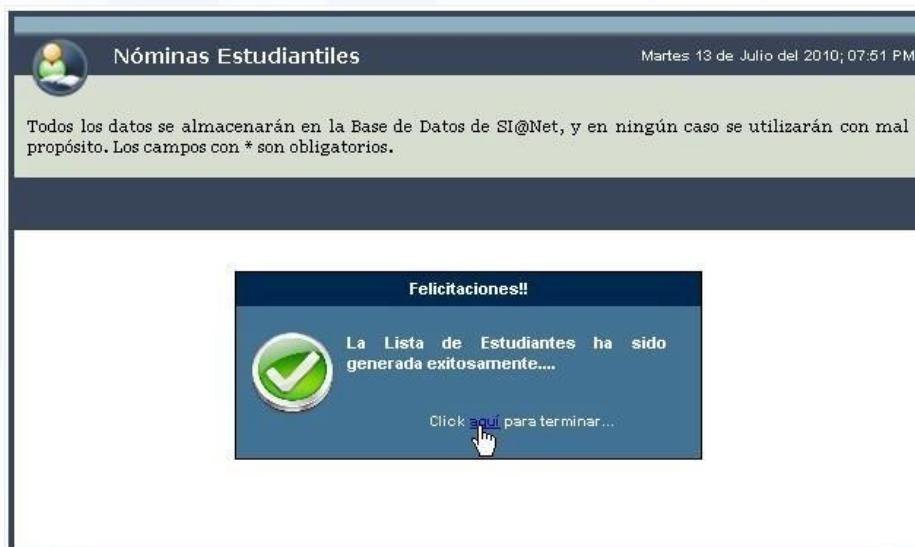 Nóminas Estudiantiles
Martes 13 de Julio del 2010; 07:51 PM
Todos los datos se almacenarán en la Base de Datos de SI@Net, y en ningún caso se utilizarán con mal
propósito. Los campos con * son obligatorios.
Felicitaciones!!
La Lista de Estudiantes ha sido
generada exitosamente....
Click aquí para terminar...